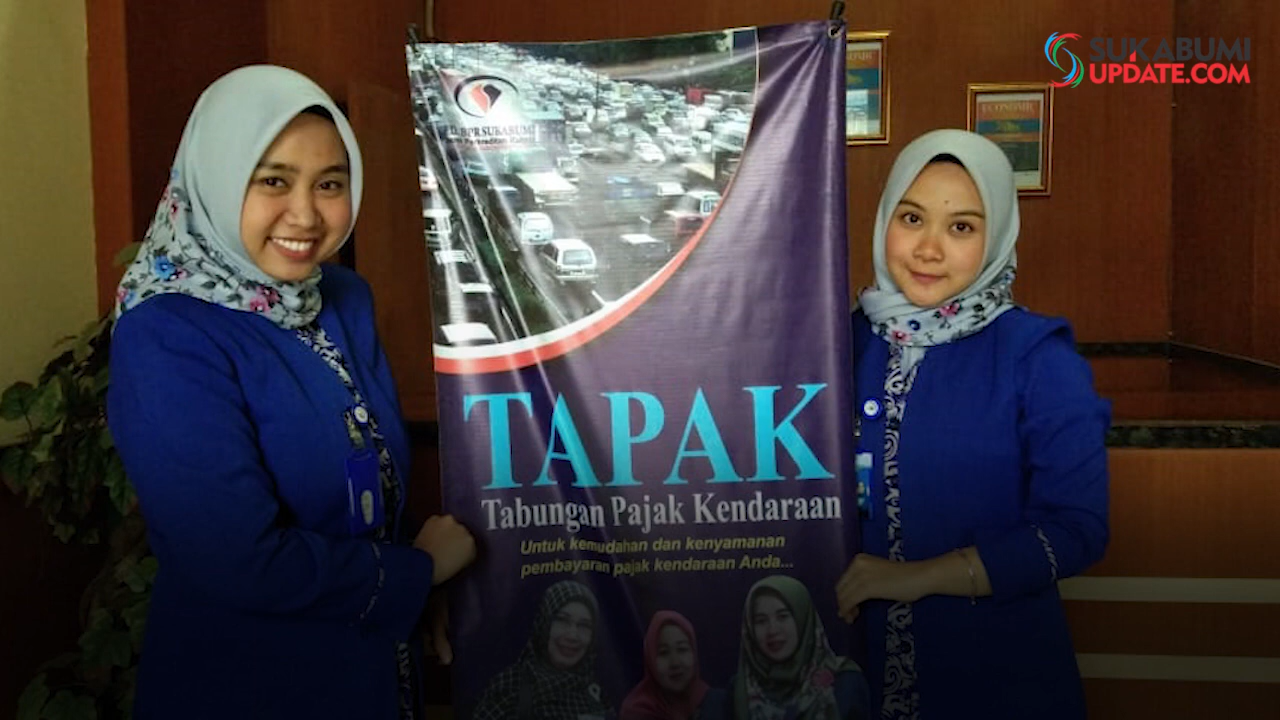 SUKABUMI
UPDATE.COM
BPR SUKABUMI
TAPAK
Tabungan Pajak Kendaraan
Untuk kemudahan dan kenyamanan
pembayaran pajak kendaraan Anda...